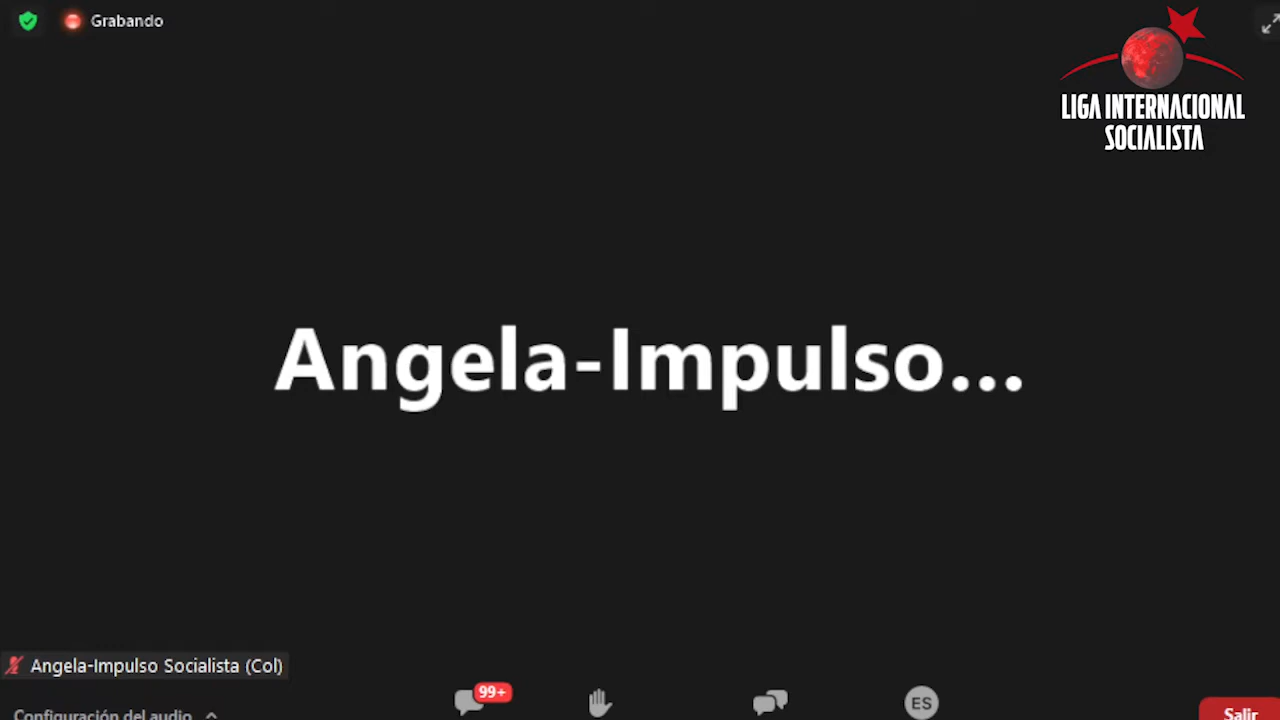 Grabando
LIGA INTERNACIONAL
SOCIALISTA
Angela-Impulso...
Angela-Impulso Socialista (Col)
99+
ES
Configuración del audio
Salir